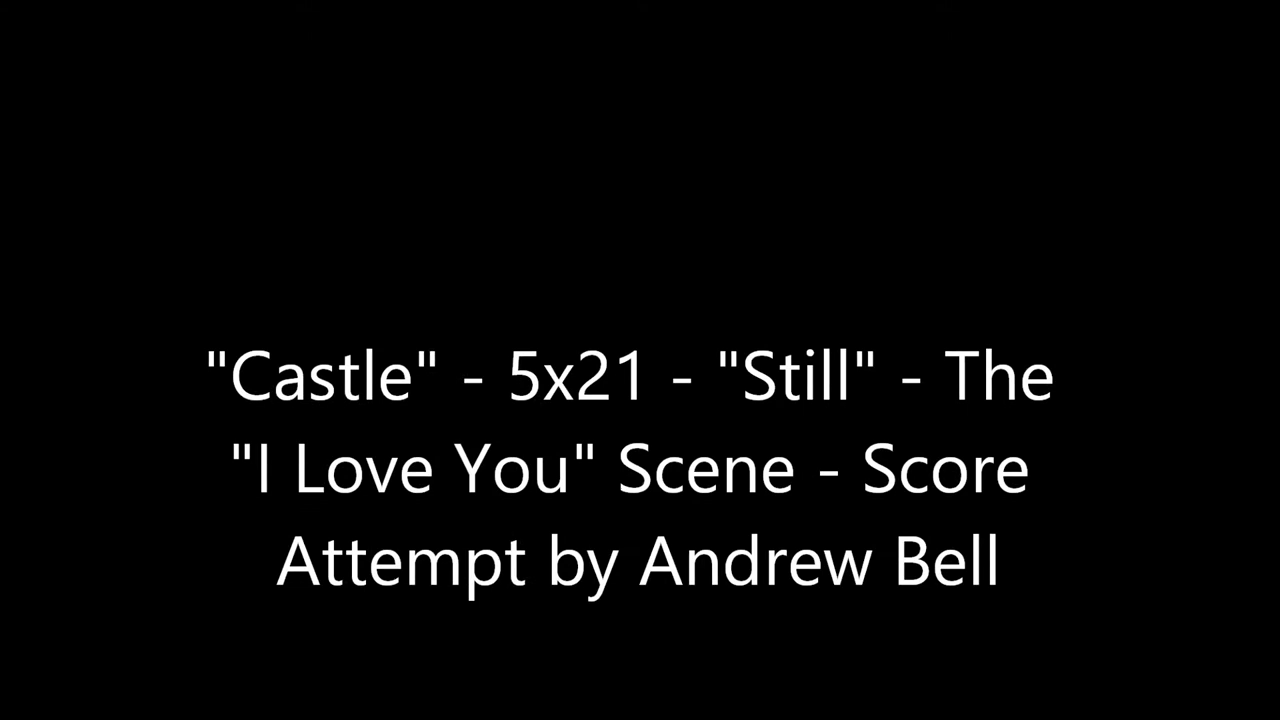 "Castle" - 5x21 - "Still" - The
"I Love You" Scene - Score
Attempt by Andrew Bell